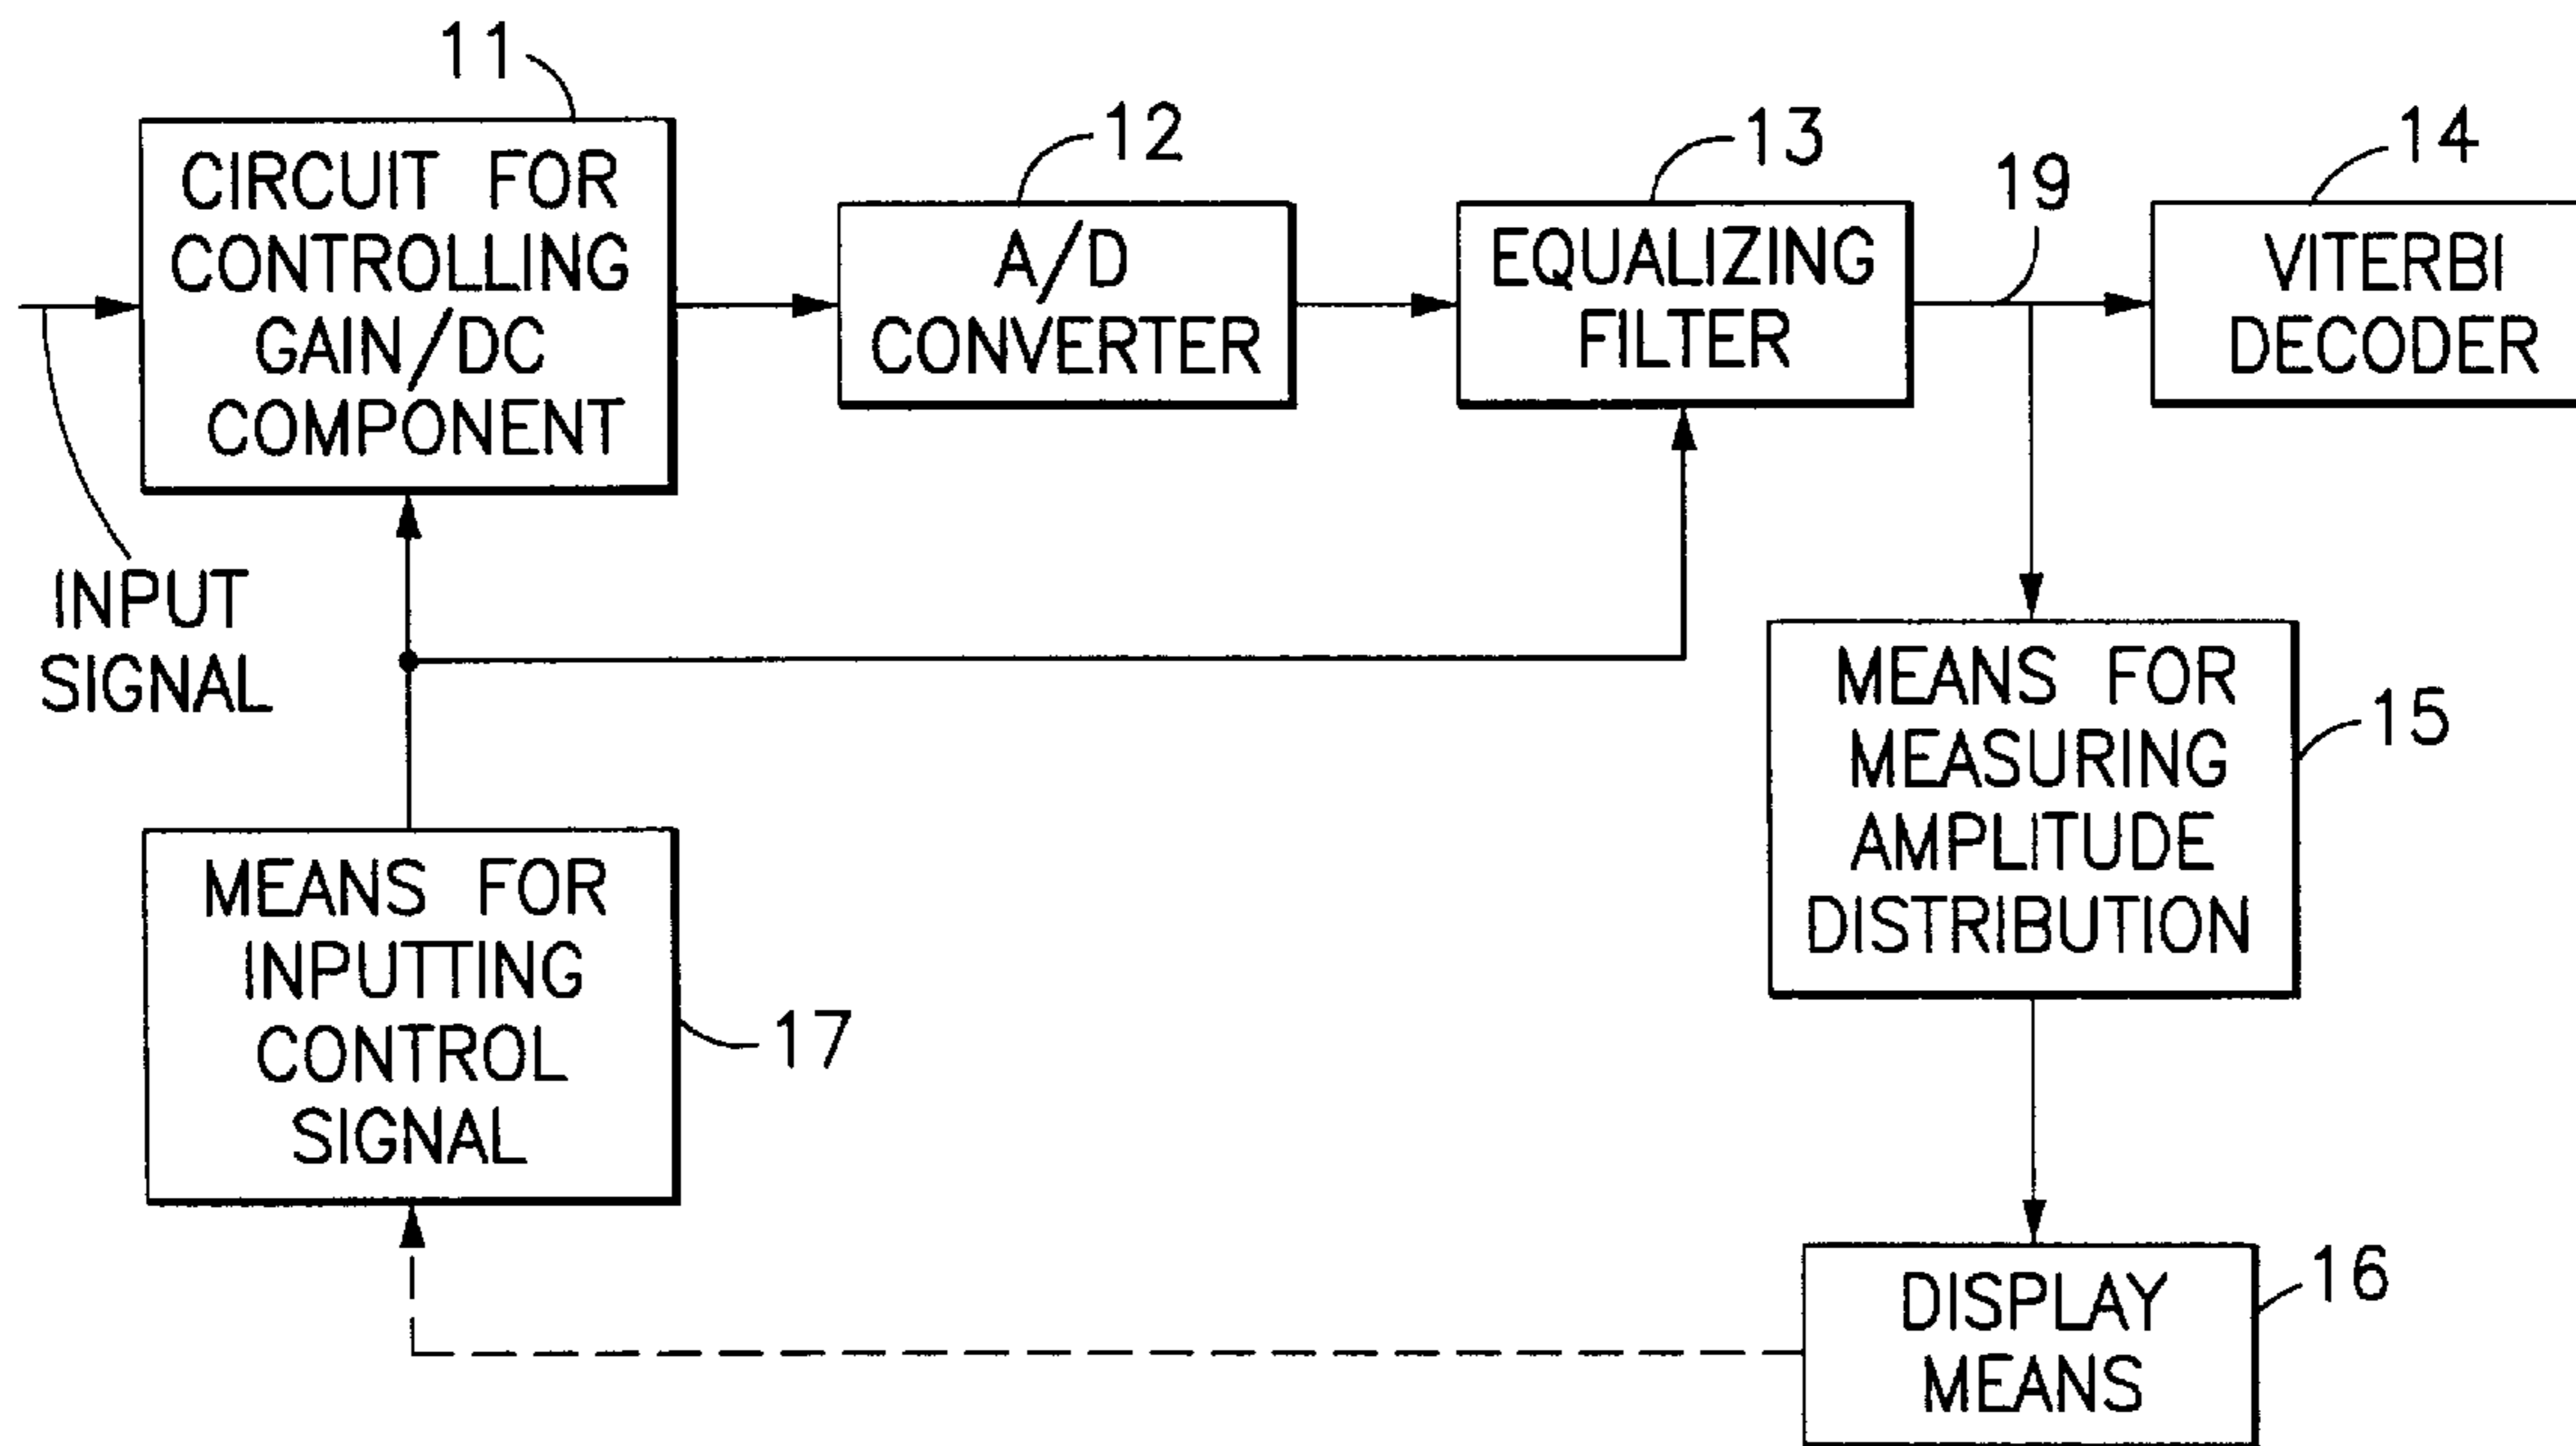 11
CIRCUIT FOR
CONTROLLING
GAIN/DC
COMPONENT
12
A/D
CONVERTER
13
EQUALIZING
FILTER
19
14
VITERBI
DECODER
INPUT
SIGNAL
MEANS FOR
MEASURING
AMPLITUDE
DISTRIBUTION
15
MEANS FOR
INPUTTING
CONTROL
SIGNAL
17
DISPLAY
MEANS
16